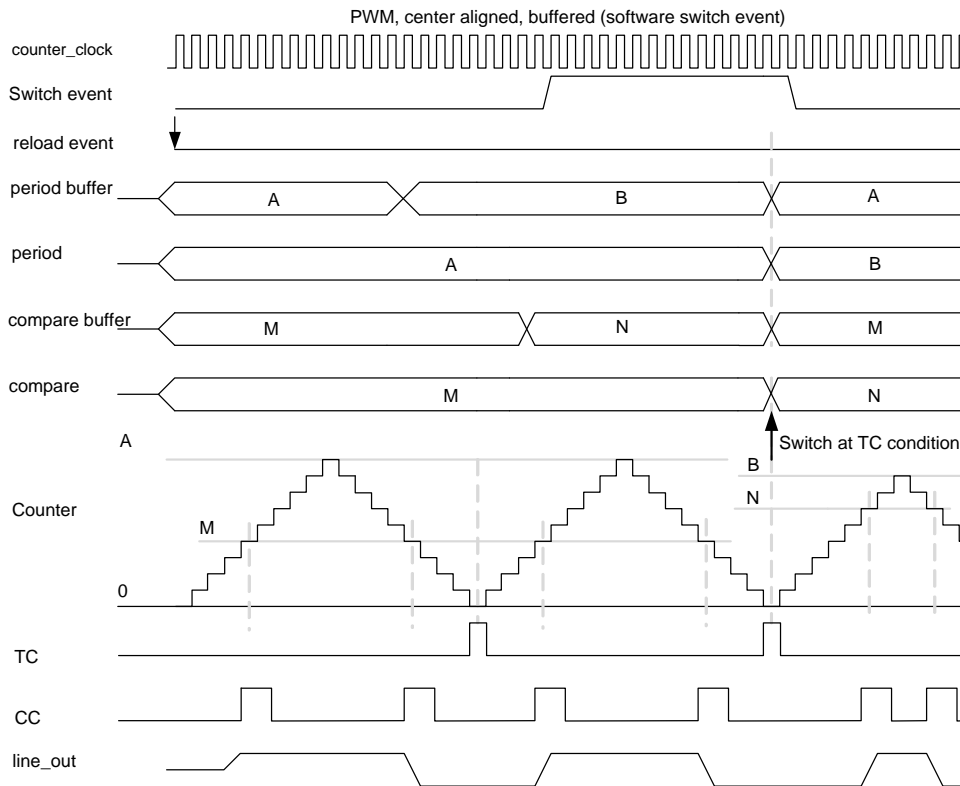 PWM, center aligned, buffered (software switch event)
counter_clock
Switch event
reload event
period buffer
A
B
A
period
A
B
compare buffer
M
N
M
compare
M
N
Switch at TC condition
A
B
N
Counter
M
0
TC
CC
line_out